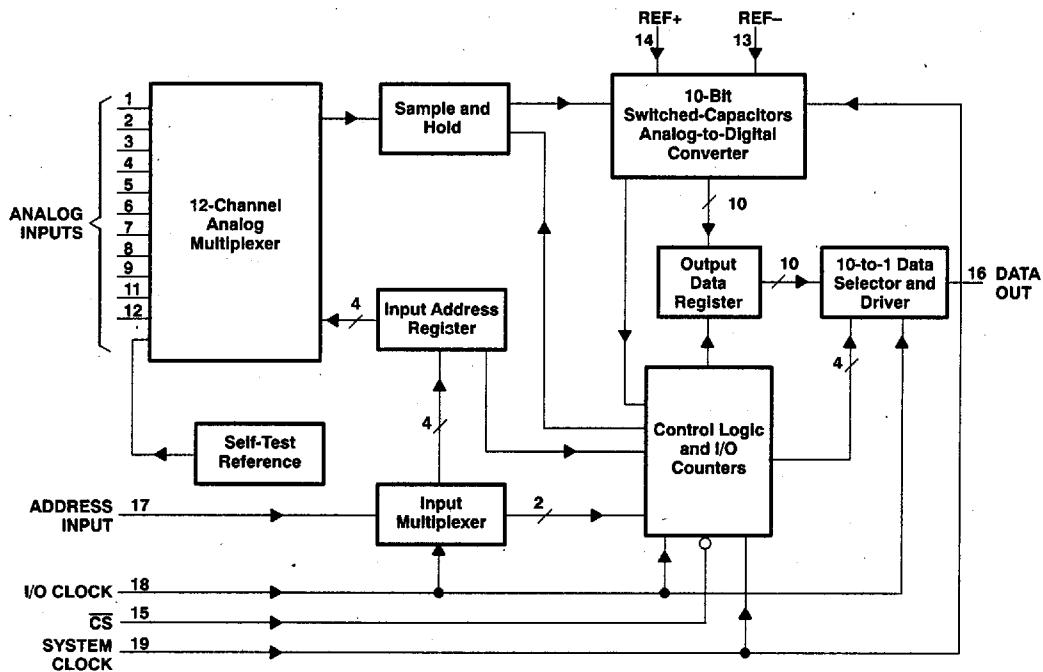 REF+
REF–
14
13
1
2
3
4
5
6
7
8
9
11
12
ANALOG
INPUTS
12-Channel
Analog
Multiplexer
Sample and
Hold
10-Bit
Switched-Capacitors
Analog-to-Digital
Converter
10
Output
Data
Register
10
10-to-1 Data
Selector and
Driver
16 DATA
OUT
4
Input Address
Register
4
4
Control Logic
and I/O
Counters
Self-Test
Reference
ADDRESS
INPUT
17
Input
Multiplexer
2
I/O CLOCK 18
CS 15
SYSTEM
CLOCK
19